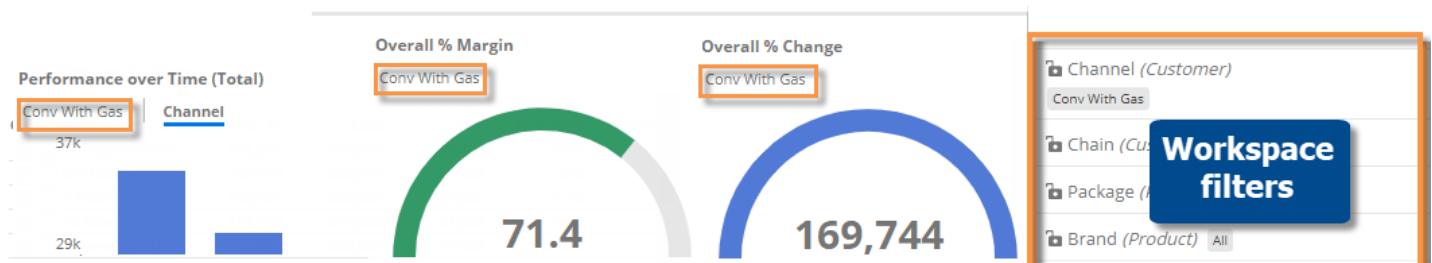 Performance over Time (Total)
Conv With Gas
Channel
37k
29k
Overall % Margin
Conv With Gas
71.4
Overall % Change
Conv With Gas
169,744
Channel (Customer)
Conv With Gas
Chain
Package
Brand (Product) All
Workspace
filters